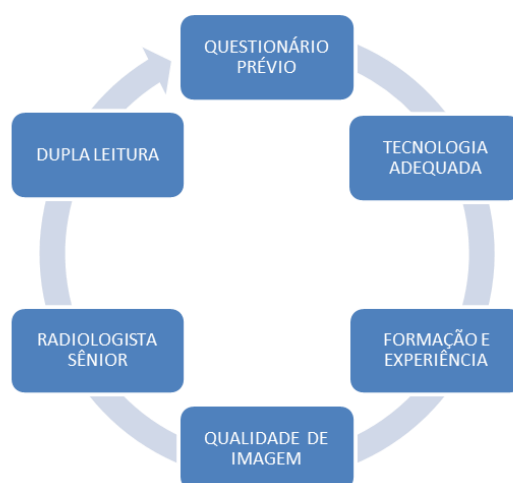 QUESTIONÁRIO
PRÉVIO
TECNOLOGIA
ADEQUADA
FORMAÇÃO E
EXPERIÊNCIA
QUALIDADE DE
IMAGEM
RADIOLOGISTA
SÊNIOR
DUPLA LEITURA